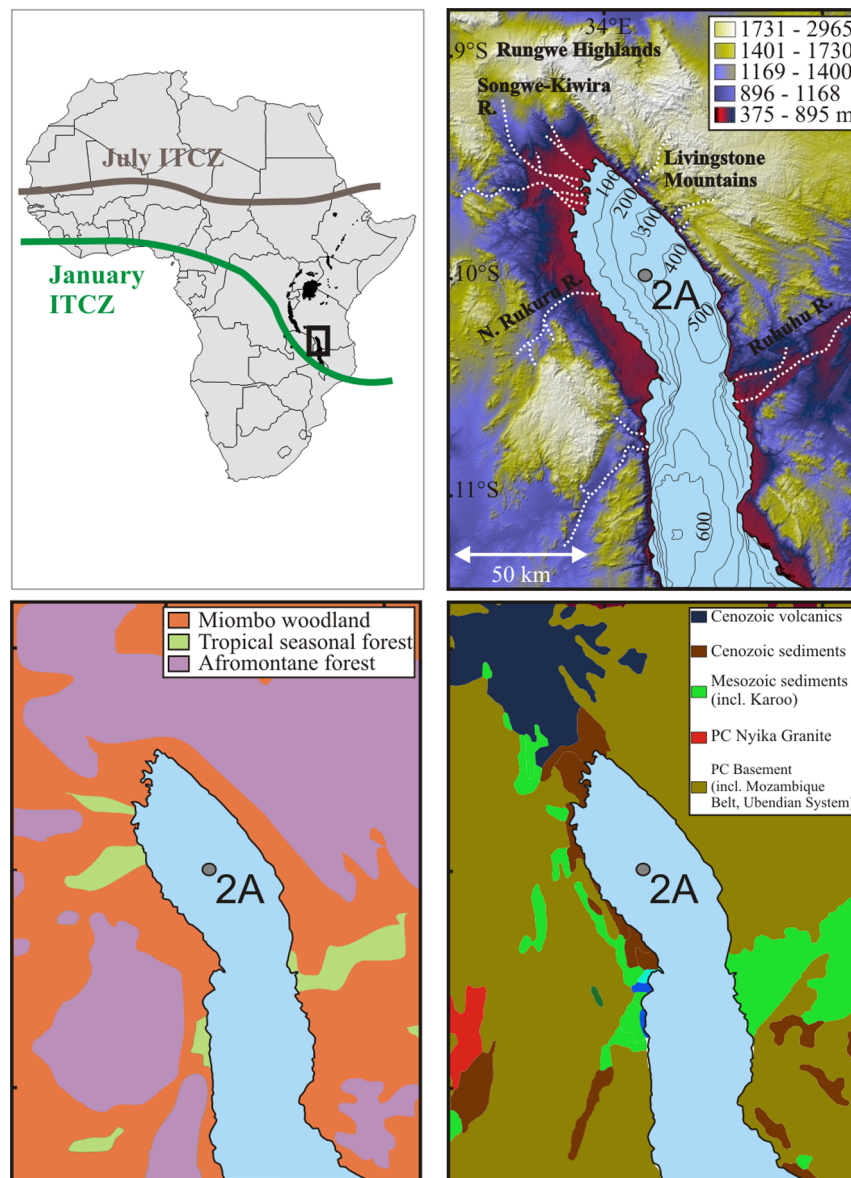 July ITCZ
January
ITCZ
34°E
9°S
Rungwe Highlands
Songwe-Kiwira
R.
1731 - 2965
1401 - 1730
1169 - 1400
896 - 1168
375 - 895 m
Livingstone
Mountains
100
200
300
400
10°S
2A
500
N. Rukuru R.
Ruhuhu R.
11°S
600
50 km
Miombo woodland
Tropical seasonal forest
Afromontane forest
2A
Cenozoic volcanics
Cenozoic sediments
Mesozoic sediments
(incl. Karoo)
PC Nyika Granite
PC Basement
(incl. Mozambique
Belt, Ubendian System)
2A